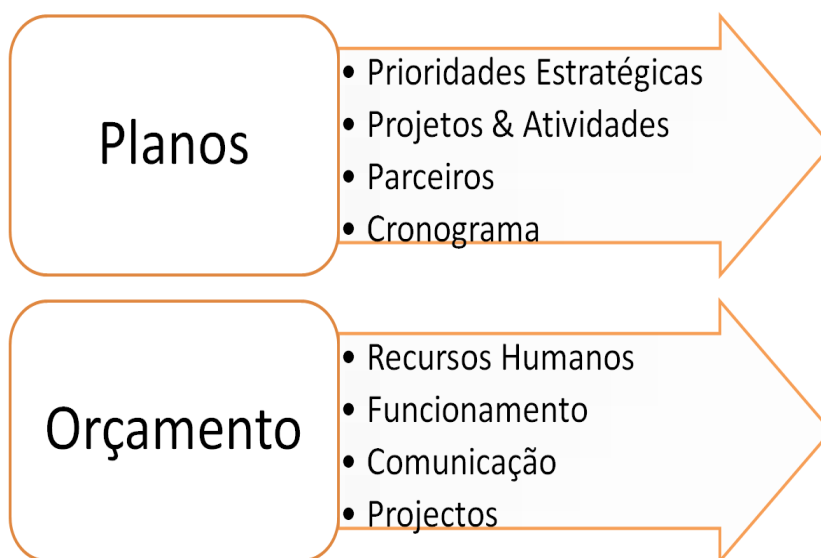 Planos
• Prioridades Estratégicas
• Projetos & Atividades
• Parceiros
• Cronograma
Orçamento
• Recursos Humanos
• Funcionamento
• Comunicação
• Projectos